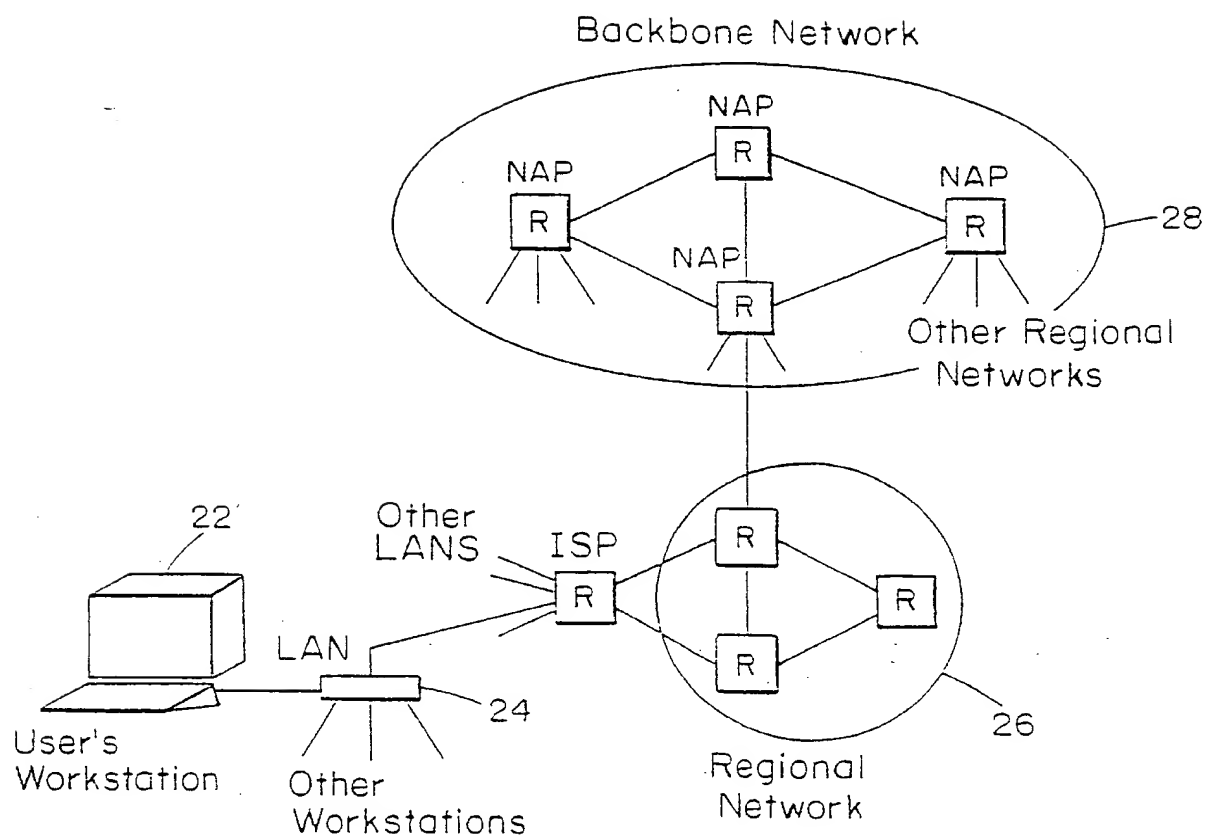 Backbone Network
NAP
R
NAP
R
NAP
R
28
NAP
R
Other Regional
Networks
22'
Other
LANS
ISP
R
R
R
R
LAN
24
26
User's
Workstation
Other
Workstations
Regional
Network